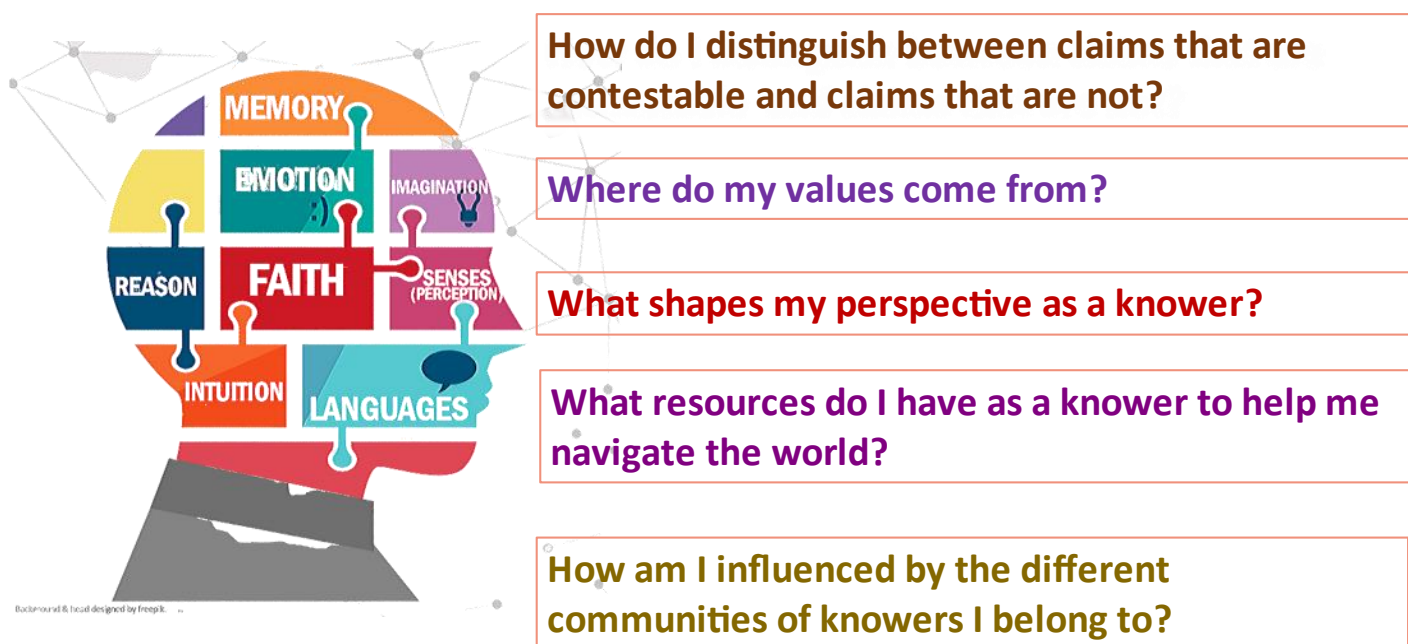 MEMORY
EMOTION
:)
IMAGINATION
REASON
FAITH
SENSES
(PERCEPTION)
INTUITION
LANGUAGES
Background & head designed by freepik.
How do I distinguish between claims that are
contestable and claims that are not?
Where do my values come from?
What shapes my perspective as a knower?
What resources do I have as a knower to help me
navigate the world?
How am I influenced by the different
communities of knowers I belong to?